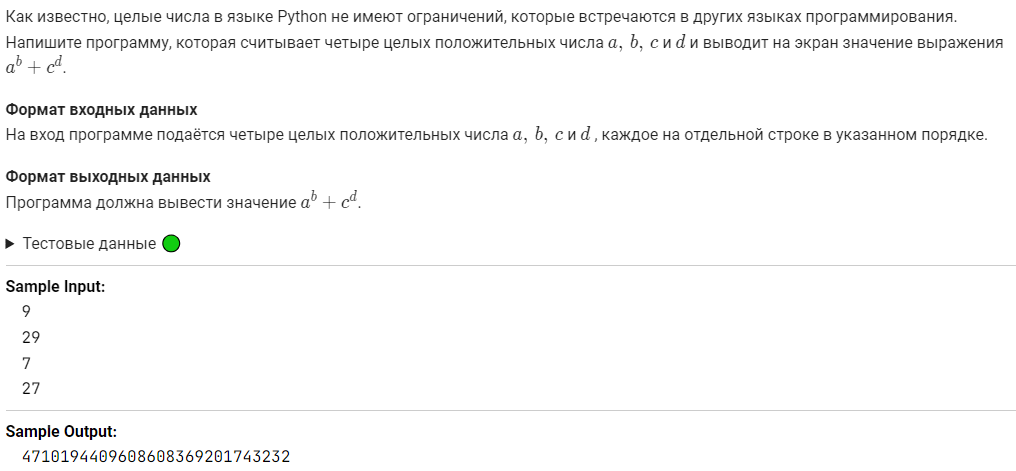 Как известно, целые числа в языке Python не имеют ограничений, которые встречаются в других языках программирования.
Напишите программу, которая считывает четыре целых положительных числа a, b, c и d и выводит на экран значение выражения
a^b + c^d.
Формат входных данных
На вход программе подаётся четыре целых положительных числа a, b, c и d , каждое на отдельной строке в указанном порядке.
Формат выходных данных
Программа должна вывести значение a^b + c^d.
Тестовые данные
Sample Input:
9
29
7
27
Sample Output:
4710194409608608369201743232